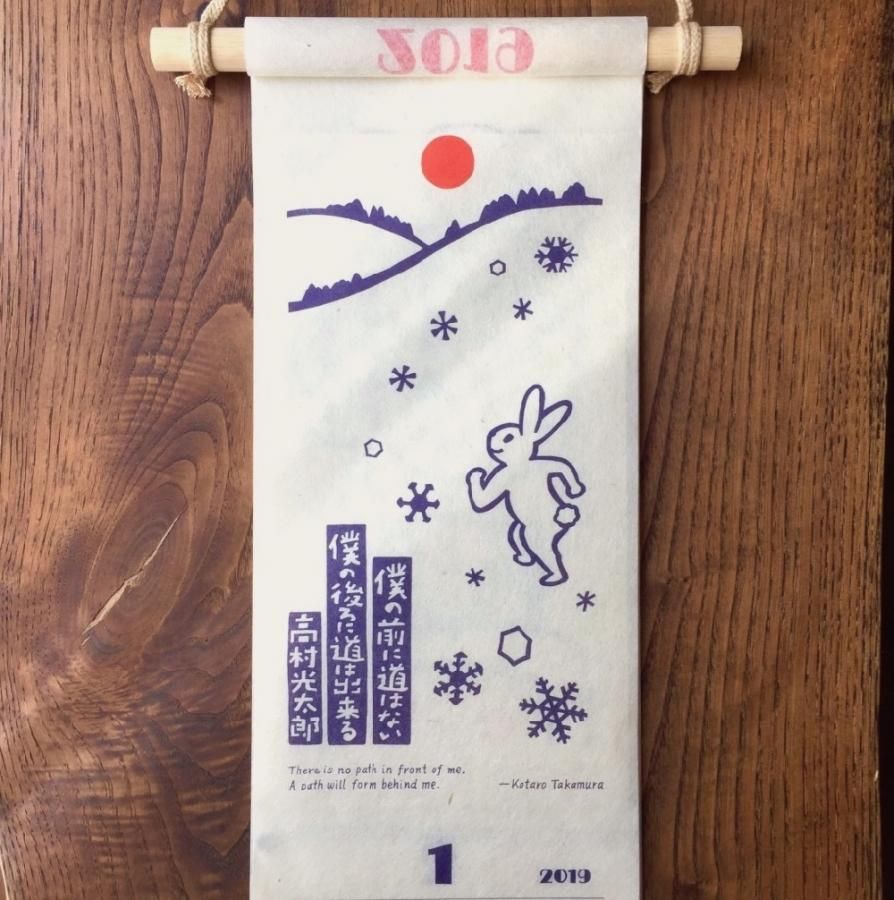 2019
僕の前に道はない
僕の後ろに道は出来る
高村光太郎
There is no path in front of me.
A path will form behind me.
—Kotaro Takamura
1
2019